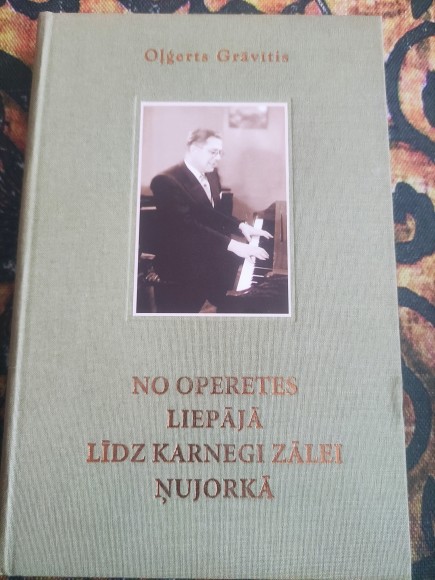 Oļģerts Grāvītis
NO OPERETES
LIEPĀJĀ
LĪDZ KARNEGI ZĀLEI
ŅUJORKĀ